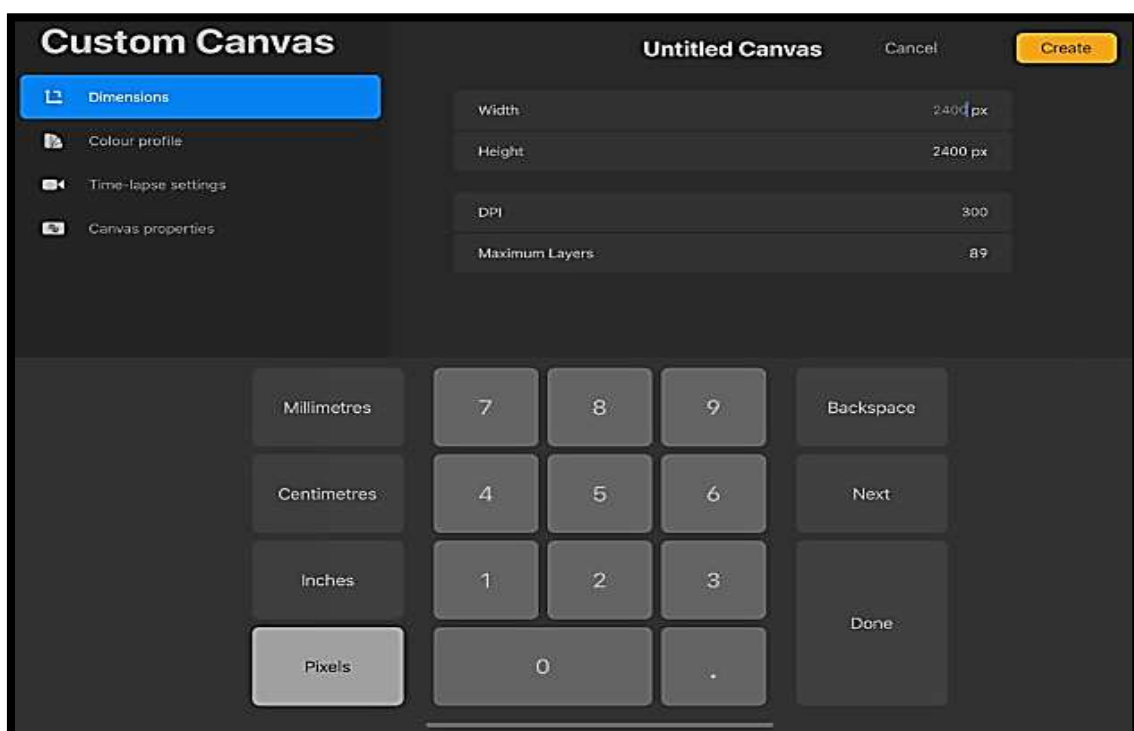 Custom Canvas
Untitled Canvas Cancel Create
Dimensions
Colour profile
Time-lapse settings
Canvas properties
Width 2400 px
Height 2400 px
DPI 300
Maximum Layers 89
Millimetres 7 8 9 Backspace
Centimetres 4 5 6 Next
Inches 1 2 3
Done
Pixels 0 .